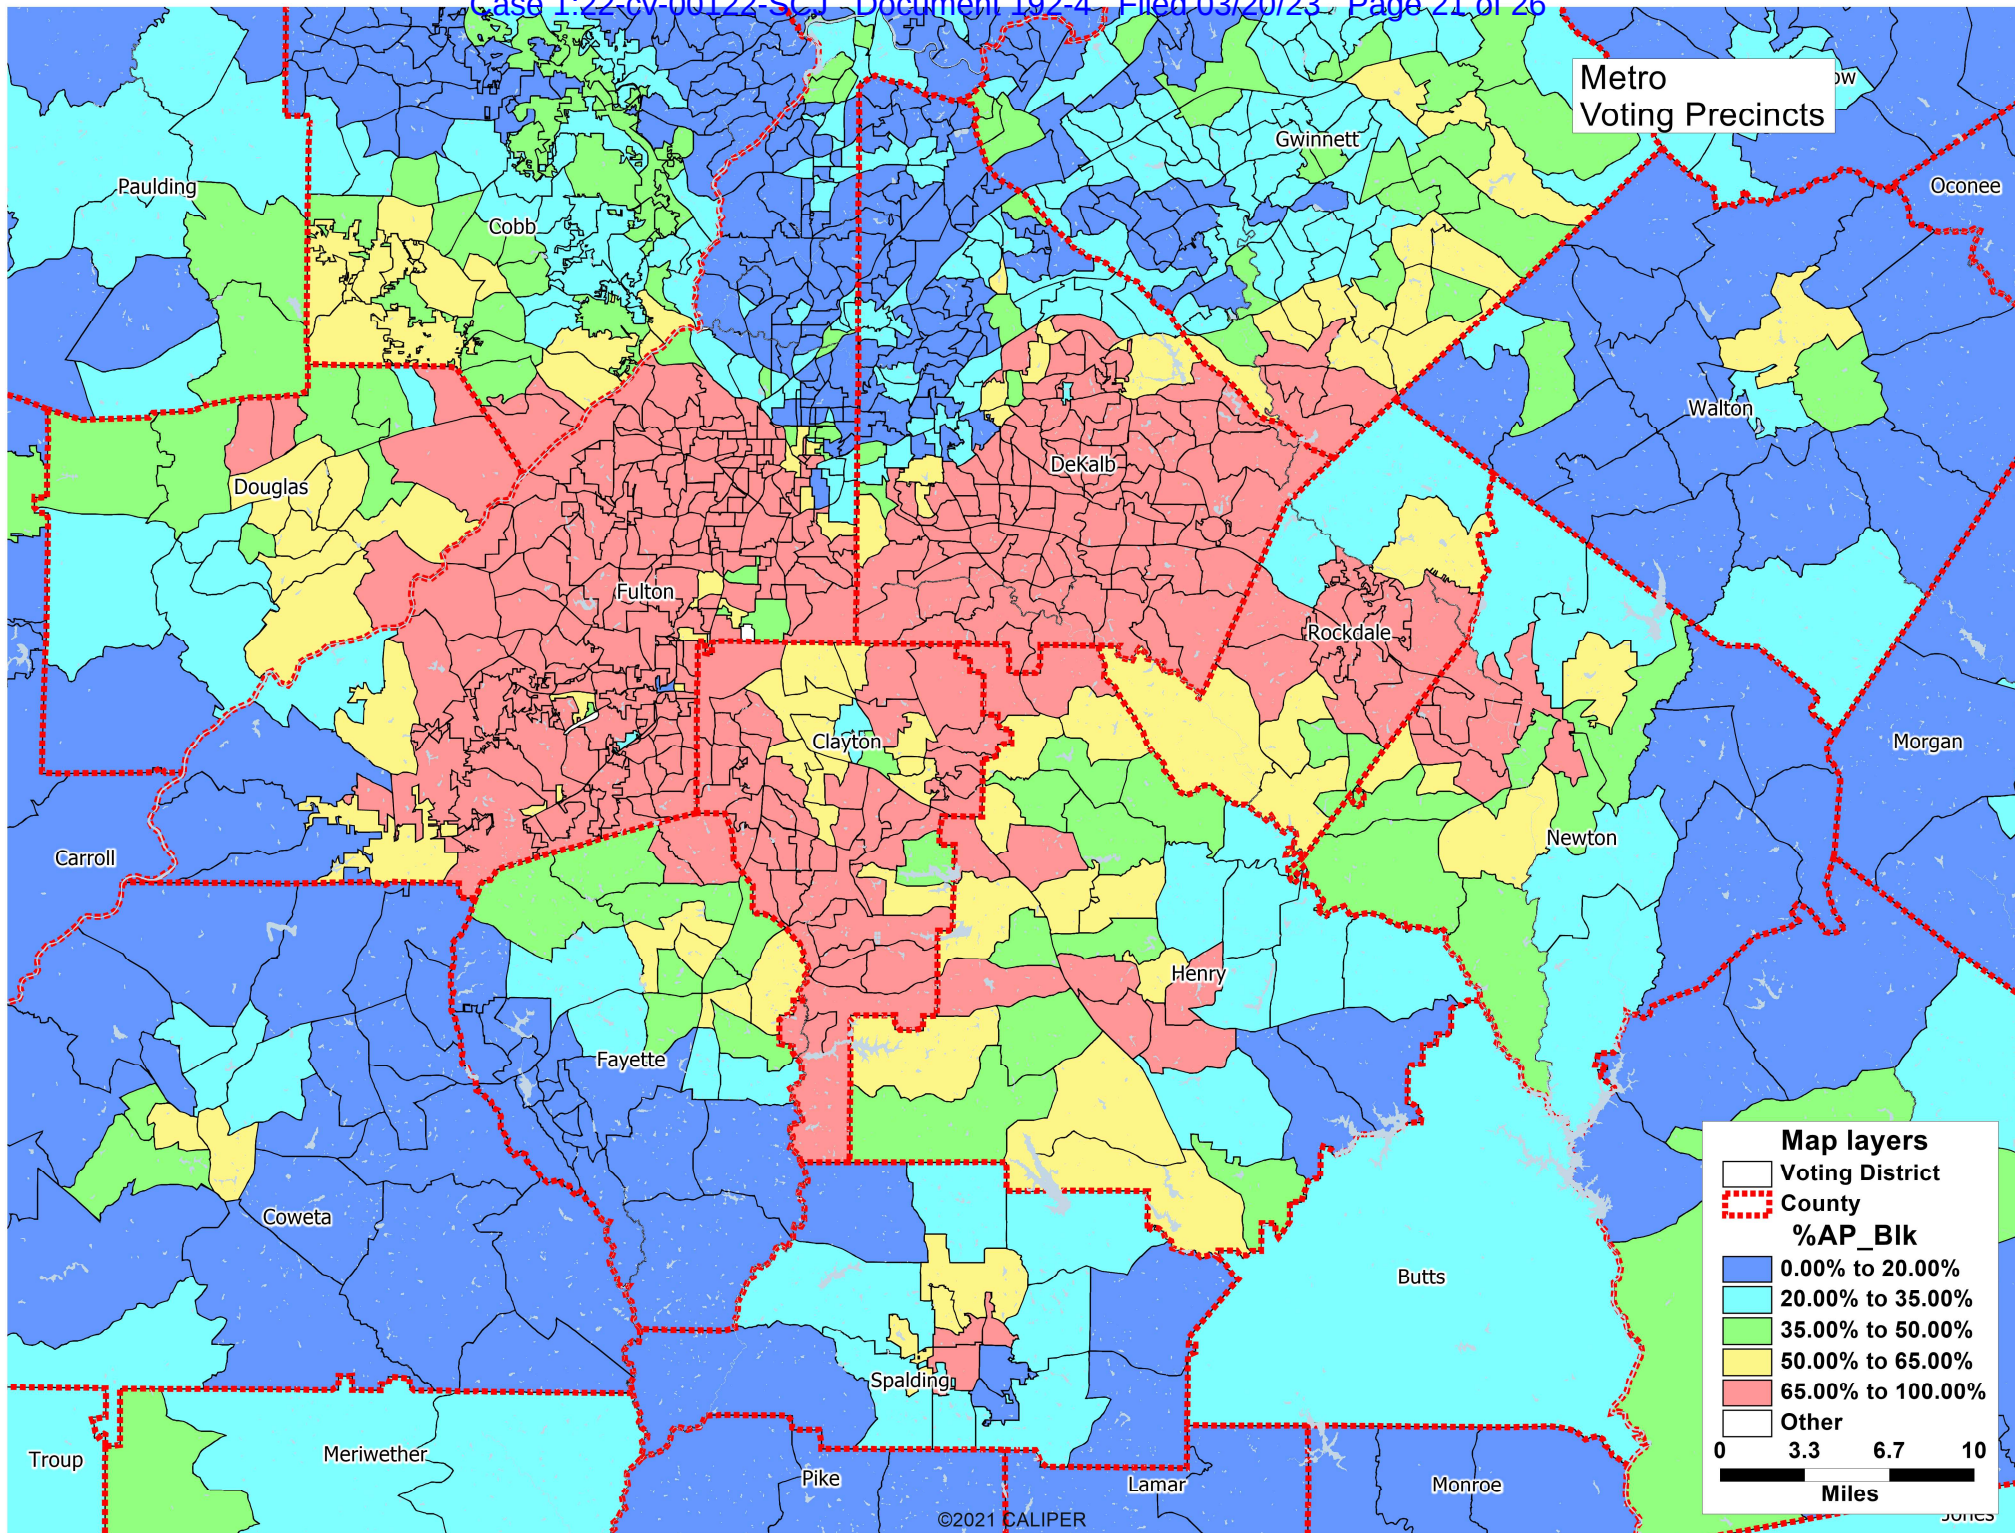 Case 1:22-cv-00122-SCJ Document 192-4 Filed 03/20/23 Page 21 of 26
Metro
Voting Precincts
ow
Gwinnett
Paulding
Oconee
Cobb
Walton
DeKalb
Douglas
Fulton
Rockdale
Clayton
Morgan
Newton
Carroll
Henry
Fayette
Coweta
Butts
Spalding
Meriwether
Troup
Pike
Lamar
Monroe
Jones
Map layers
Voting District
County
%AP_Blk
0.00% to 20.00%
20.00% to 35.00%
35.00% to 50.00%
50.00% to 65.00%
65.00% to 100.00%
Other
0 3.3 6.7 10
Miles
©2021 CALIPER